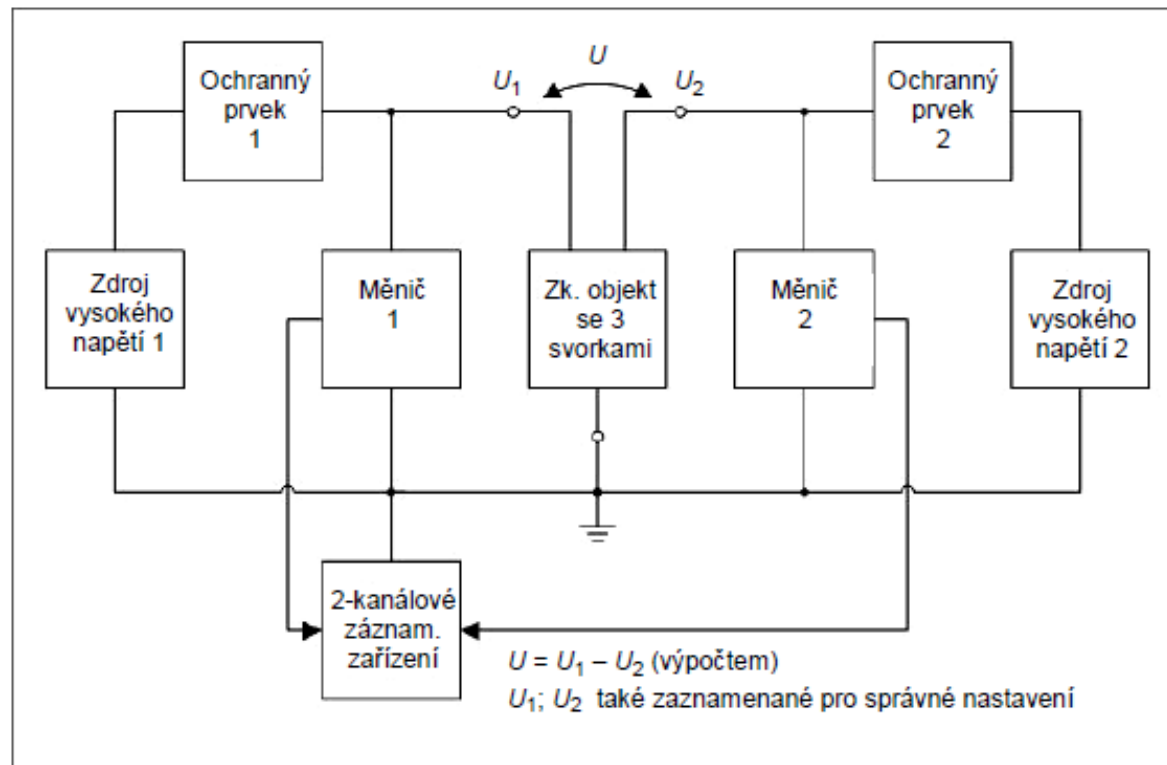 U
U1
U2
Ochranný
prvek
1
Ochranný
prvek
2
Zdroj
vysokého
napětí 1
Měnič
1
Zk. objekt
se 3
svorkami
Měnič
2
Zdroj
vysokého
napětí 2
2-kanálové
záznam.
zařízení
U = U1 – U2 (výpočtem)
U1; U2 také zaznamenané pro správné nastavení